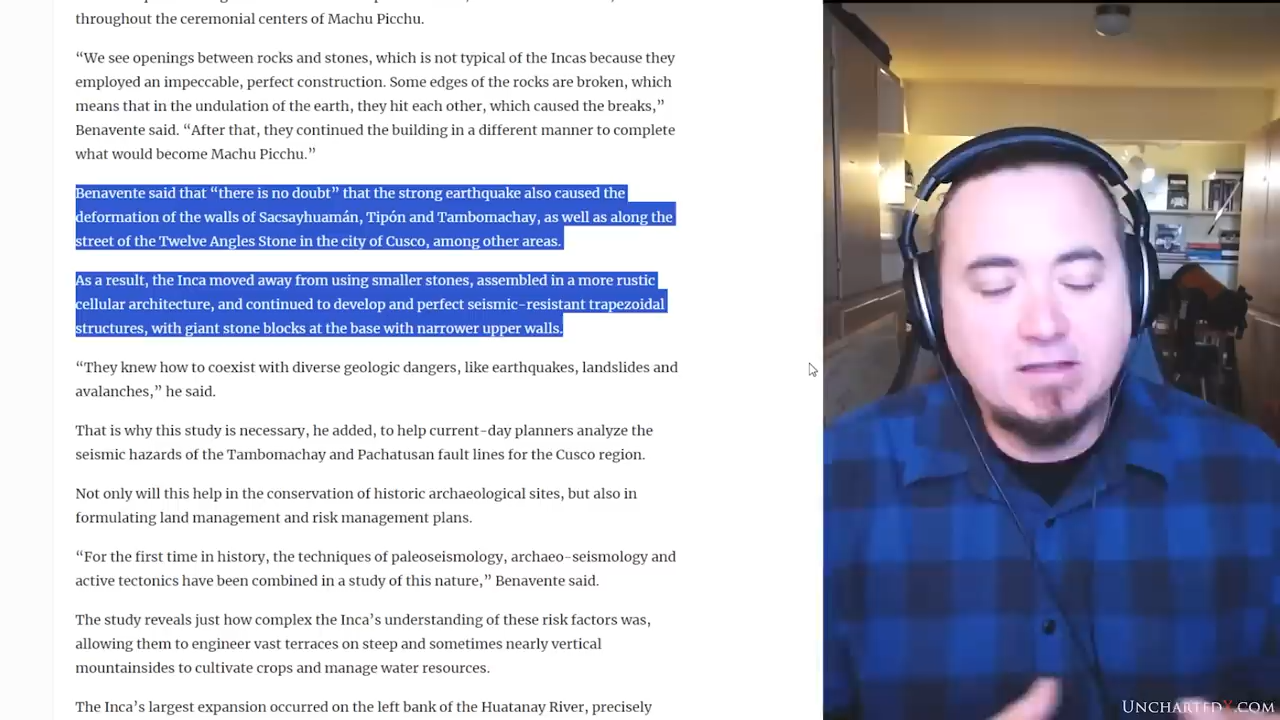 throughout the ceremonial centers of Machu Picchu.
“We see openings between rocks and stones, which is not typical of the Incas because they
employed an impeccable, perfect construction. Some edges of the rocks are broken, which
means that in the undulation of the earth, they hit each other, which caused the breaks,”
Benavente said. “After that, they continued the building in a different manner to complete
what would become Machu Picchu.”
Benavente said that “there is no doubt” that the strong earthquake also caused the
deformation of the walls of Sacsayhuamán, Tipón and Tambomachay, as well as along the
street of the Twelve Angles Stone in the city of Cusco, among other areas.
As a result, the Inca moved away from using smaller stones, assembled in a more rustic
cellular architecture, and continued to develop and perfect seismic-resistant trapezoidal
structures, with giant stone blocks at the base with narrower upper walls.
“They knew how to coexist with diverse geologic dangers, like earthquakes, landslides and
avalanches,” he said.
That is why this study is necessary, he added, to help current-day planners analyze the
seismic hazards of the Tambomachay and Pachatusan fault lines for the Cusco region.
Not only will this help in the conservation of historic archaeological sites, but also in
formulating land management and risk management plans.
“For the first time in history, the techniques of paleoseismology, archaeo-seismology and
active tectonics have been combined in a study of this nature,” Benavente said.
The study reveals just how complex the Inca’s understanding of these risk factors was,
allowing them to engineer vast terraces on steep and sometimes nearly vertical
mountainsides to cultivate crops and manage water resources.
The Inca’s largest expansion occurred on the left bank of the Huatanay River, precisely
UnchartedX.com